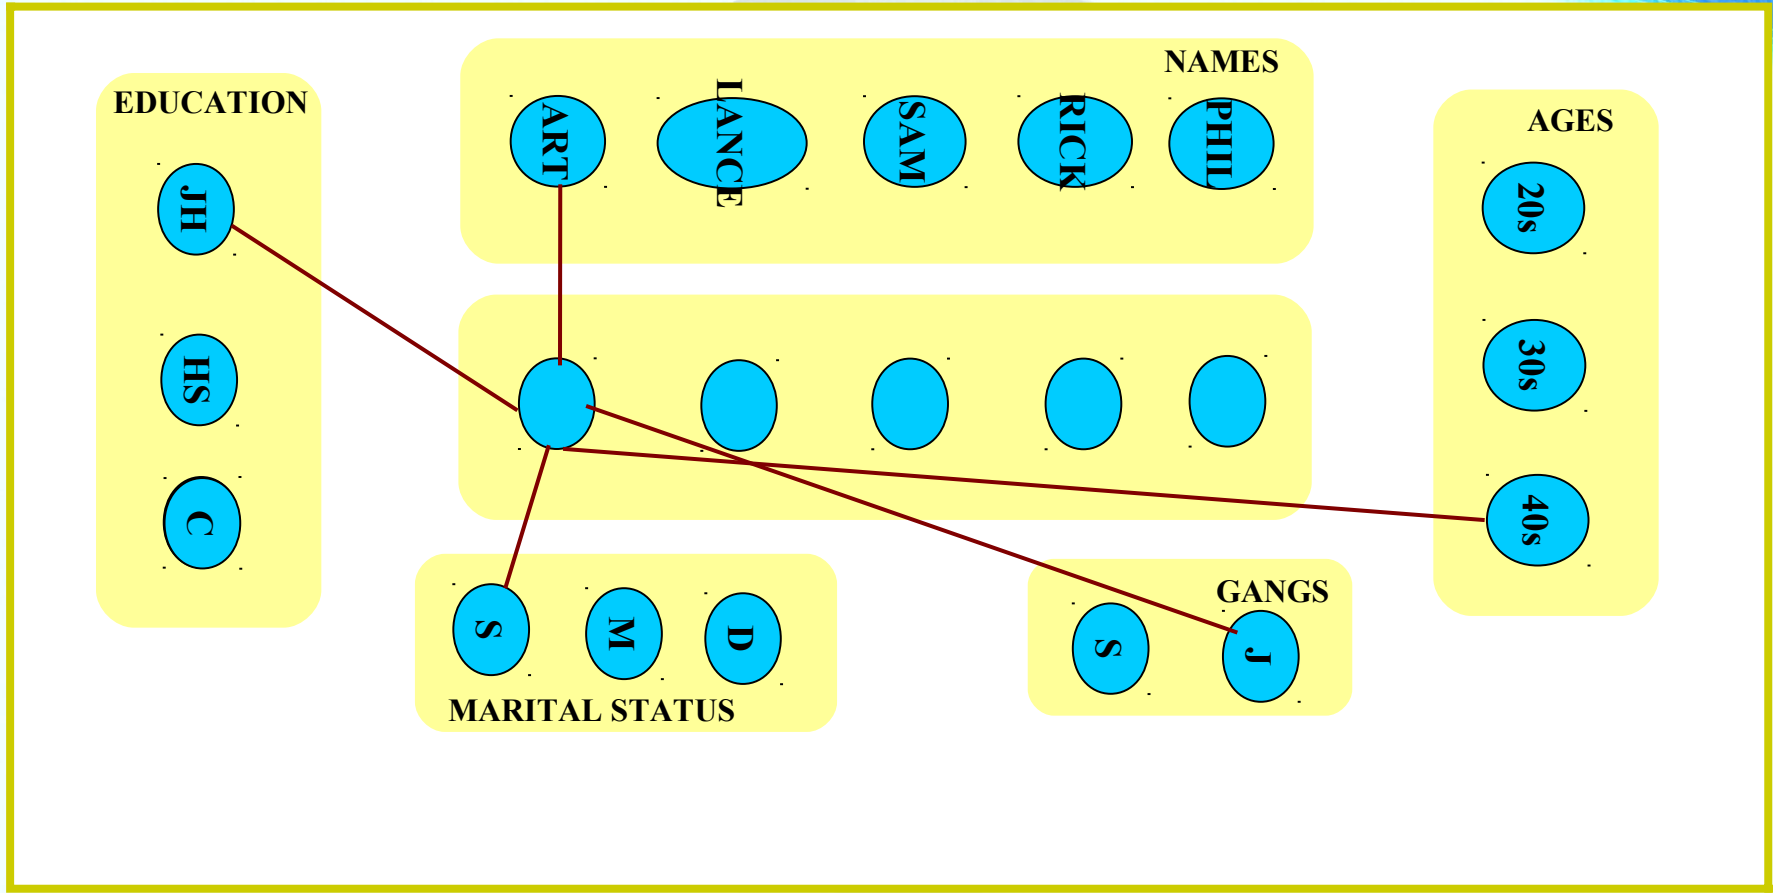 NAMES
EDUCATION
ART
LANCE
SAM
RICK
PHIL
AGES
JH
20s
HS
30s
C
40s
S
M
D
MARITAL STATUS
GANGS
S
J